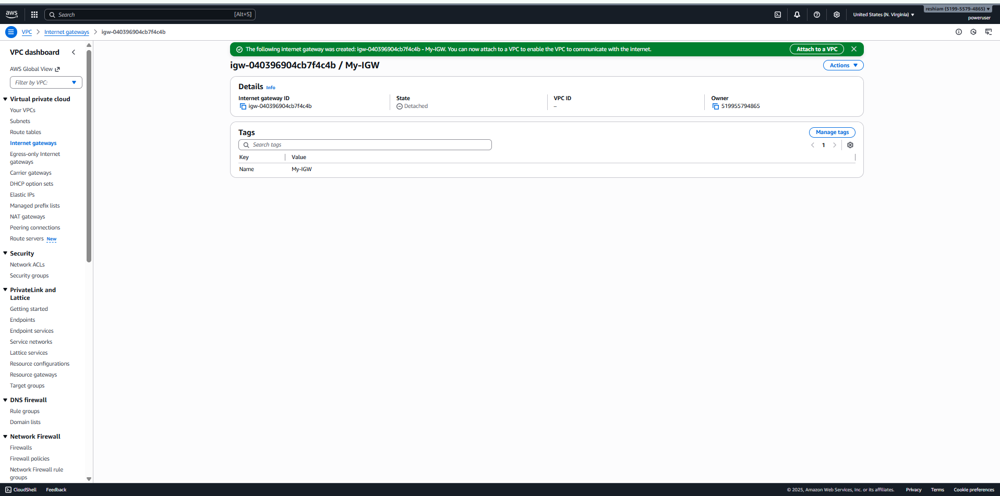 aws
Search
[Alt+S]
United States (N. Virginia)
reshiam (5199-5579-4865)
poweruser
VPC
Internet gateways
igw-040396904cb7f4c4b
VPC dashboard
AWS Global View
Filter by VPC:
Virtual private cloud
Your VPCs
Subnets
Route tables
Internet gateways
Egress-only Internet
gateways
Carrier gateways
DHCP option sets
Elastic IPs
Managed prefix lists
NAT gateways
Peering connections
Route servers New
Security
Network ACLs
Security groups
PrivateLink and
Lattice
Getting started
Endpoints
Endpoint services
Service networks
Lattice services
Resource configurations
Resource gateways
Target groups
DNS firewall
Rule groups
Domain lists
Network Firewall
Firewalls
Firewall policies
Network Firewall rule
groups
The following internet gateway was created: igw-040396904cb7f4c4b - My-IGW. You can now attach to a VPC to enable the VPC to communicate with the internet.
Attach to a VPC
igw-040396904cb7f4c4b / My-IGW
Actions
Details Info
Internet gateway ID
igw-040396904cb7f4c4b
State
Detached
VPC ID
–
Owner
519955794865
Tags
Manage tags
Search tags
1
Key Value
Name My-IGW
CloudShell Feedback
© 2025, Amazon Web Services, Inc. or its affiliates. Privacy Terms Cookie preferences